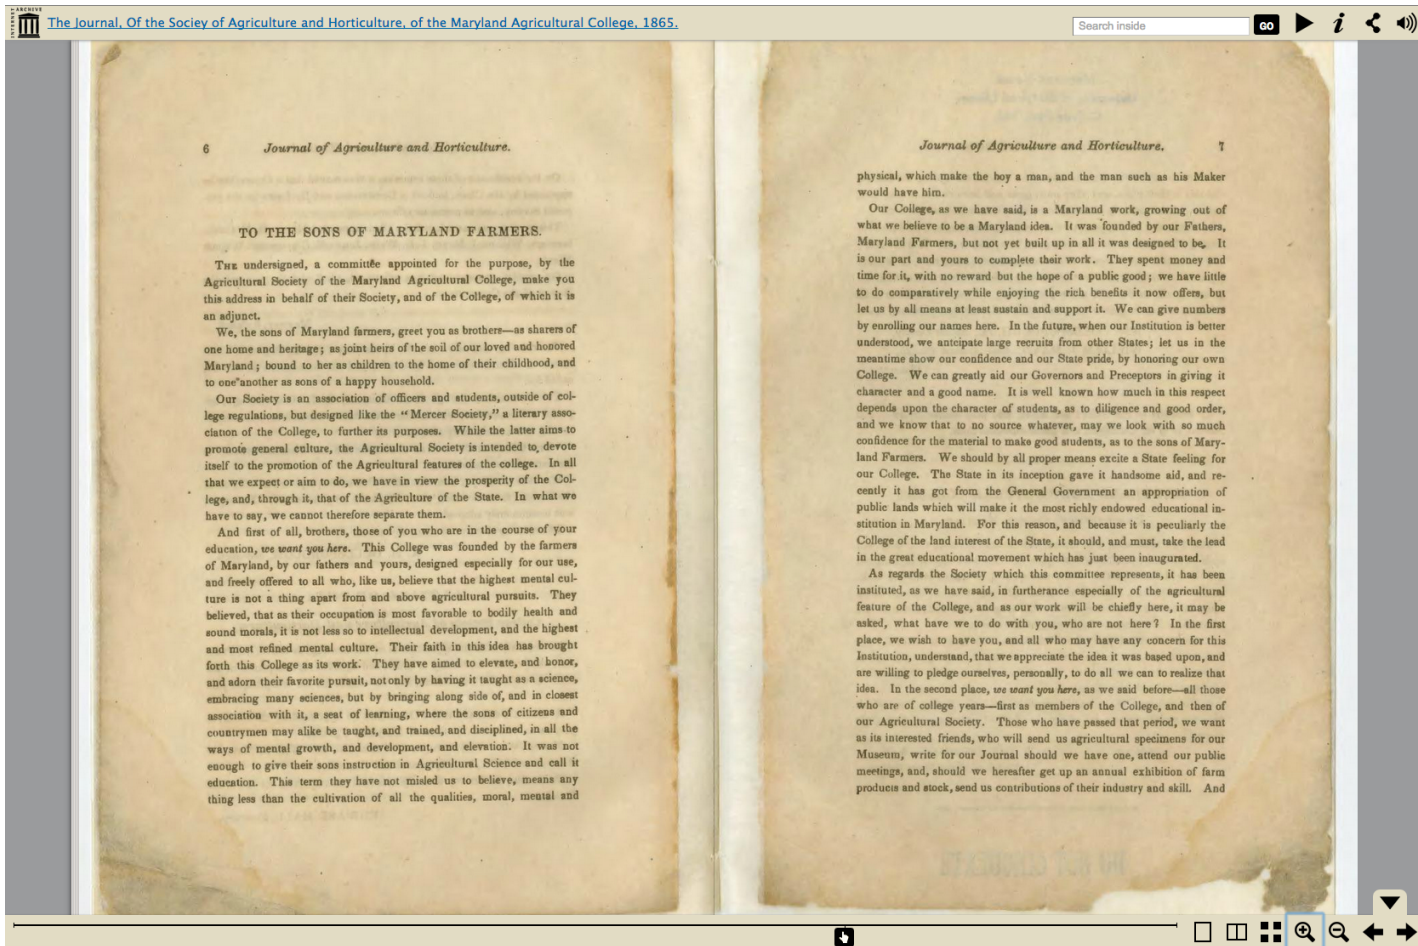 INTERNET ARCHIVE
The Journal, Of the Sociey of Agriculture and Horticulture, of the Maryland Agricultural College, 1865.
Search inside
GO
6 Journal of Agriculture and Horticulture.
TO THE SONS OF MARYLAND FARMERS.
THE undersigned, a committee appointed for the purpose, by the
Agricultural Society of the Maryland Agricultural College, make you
this address in behalf of their Society, and of the College, of which it is
an adjunct.
We, the sons of Maryland farmers, greet you as brothers—as sharers of
one home and heritage; as joint heirs of the soil of our loved and honored
Maryland; bound to her as children to the home of their childhood, and
to one another as sons of a happy household.
Our Society is an association of officers and students, outside of col-
lege regulations, but designed like the "Mercer Society," a literary asso-
ciation of the College, to further its purposes. While the latter aims to
promote general culture, the Agricultural Society is intended to devote
itself to the promotion of the Agricultural features of the college. In all
that we expect or aim to do, we have in view the prosperity of the Col-
lege, and, through it, that of the Agriculture of the State. In what we
have to say, we cannot therefore separate them.
And first of all, brothers, those of you who are in the course of your
education, we want you here. This College was founded by the farmers
of Maryland, by our fathers and yours, designed especially for our use,
and freely offered to all who, like us, believe that the highest mental cul-
ture is not a thing apart from and above agricultural pursuits. They
believed, that as their occupation is most favorable to bodily health and
sound morals, it is not less so to intellectual development, and the highest
and most refined mental culture. Their faith in this idea has brought
forth this College as its work. They have aimed to elevate, and honor,
and adorn their favorite pursuit, not only by having it taught as a science,
embracing many sciences, but by bringing along side of, and in closest
association with it, a seat of learning, where the sons of citizens and
countrymen may alike be taught, and trained, and disciplined, in all the
ways of mental growth, and development, and elevation. It was not
enough to give their sons instruction in Agricultural Science and call it
education. This term they have not misled us to believe, means any
thing less than the cultivation of all the qualities, moral, mental and
Journal of Agriculture and Horticulture. 7
physical, which make the boy a man, and the man such as his Maker
would have him.
Our College, as we have said, is a Maryland work, growing out of
what we believe to be a Maryland idea. It was founded by our Fathers,
Maryland Farmers, but not yet built up in all it was designed to be. It
is our part and yours to complete their work. They spent money and
time for it, with no reward but the hope of a public good; we have little
to do comparatively while enjoying the rich benefits it now offers, but
let us by all means at least sustain and support it. We can give numbers
by enrolling our names here. In the future, when our Institution is better
understood, we antcipate large recruits from other States; let us in the
meantime show our confidence and our State pride, by honoring our own
College. We can greatly aid our Governors and Preceptors in giving it
character and a good name. It is well known how much in this respect
depends upon the character of students, as to diligence and good order,
and we know that to no source whatever, may we look with so much
confidence for the material to make good students, as to the sons of Mary-
land Farmers. We should by all proper means excite a State feeling for
our College. The State in its inception gave it handsome aid, and re-
cently it has got from the General Government an appropriation of
public lands which will make it the most richly endowed educational in-
stitution in Maryland. For this reason, and because it is peculiarly the
College of the land interest of the State, it should, and must, take the lead
in the great educational movement which has just been inaugurated.
As regards the Society which this committee represents, it has been
instituted, as we have said, in furtherance especially of the agricultural
feature of the College, and as our work will be chiefly here, it may be
asked, what have we to do with you, who are not here? In the first
place, we wish to have you, and all who may have any concern for this
Institution, understand, that we appreciate the idea it was based upon, and
are willing to pledge ourselves, personally, to do all we can to realize that
idea. In the second place, we want you here, as we said before—all those
who are of college years—first as members of the College, and then of
our Agricultural Society. Those who have passed that period, we want
as its interested friends, who will send us agricultural specimens for our
Museum, write for our Journal should we have one, attend our public
meetings, and, should we hereafter get up an annual exhibition of farm
products and stock, send us contributions of their industry and skill. And